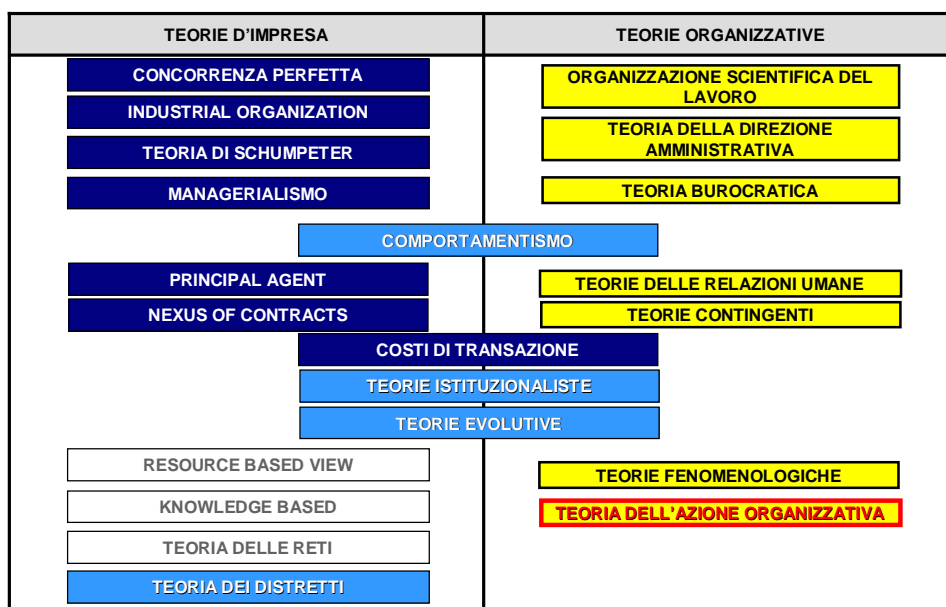 TEORIE D'IMPRESA
TEORIE ORGANIZZATIVE
CONCORRENZA PERFETTA
INDUSTRIAL ORGANIZATION
TEORIA DI SCHUMPETER
MANAGERIALISMO
ORGANIZZAZIONE SCIENTIFICA DEL
LAVORO
TEORIA DELLA DIREZIONE
AMMINISTRATIVA
TEORIA BUROCRATICA
COMPORTAMENTISMO
PRINCIPAL AGENT
NEXUS OF CONTRACTS
TEORIE DELLE RELAZIONI UMANE
TEORIE CONTINGENTI
COSTI DI TRANSAZIONE
TEORIE ISTITUZIONALISTE
TEORIE EVOLUTIVE
RESOURCE BASED VIEW
KNOWLEDGE BASED
TEORIA DELLE RETI
TEORIA DEI DISTRETTI
TEORIE FENOMENOLOGICHE
TEORIA DELL'AZIONE ORGANIZZATIVA